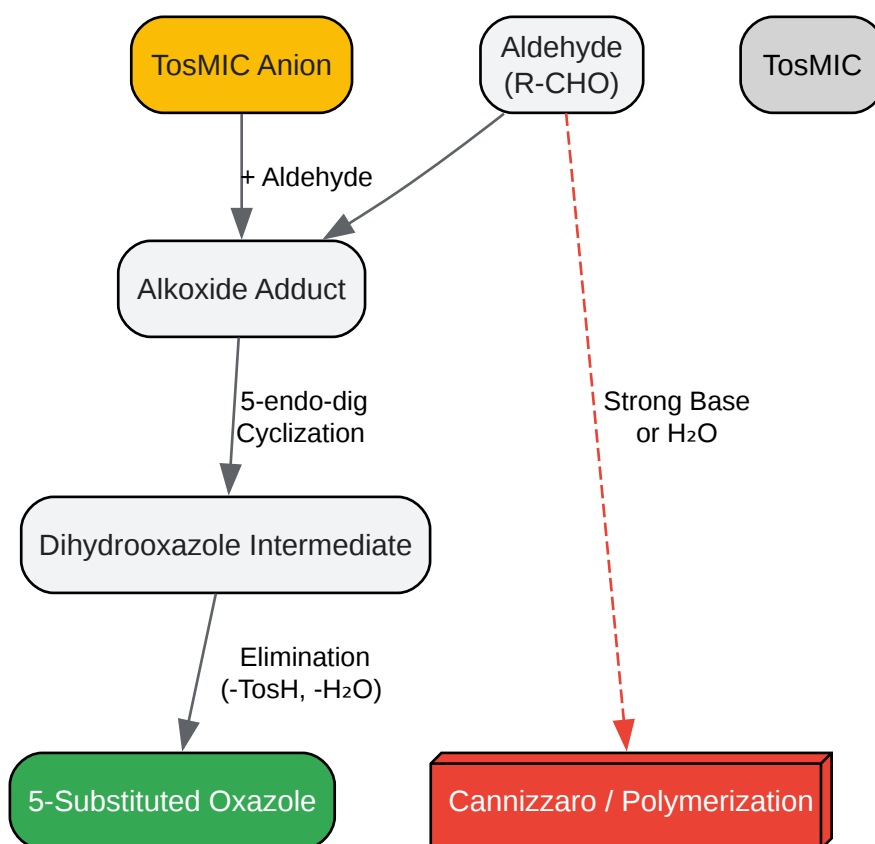 TosMIC Anion
Aldehyde
(R-CHO)
TosMIC
+ Aldehyde
Alkoxide Adduct
5-endo-dig
Cyclization
Strong Base
or H₂O
Dihydrooxazole Intermediate
Elimination
(-TosH, -H₂O)
5-Substituted Oxazole
Cannizzaro / Polymerization